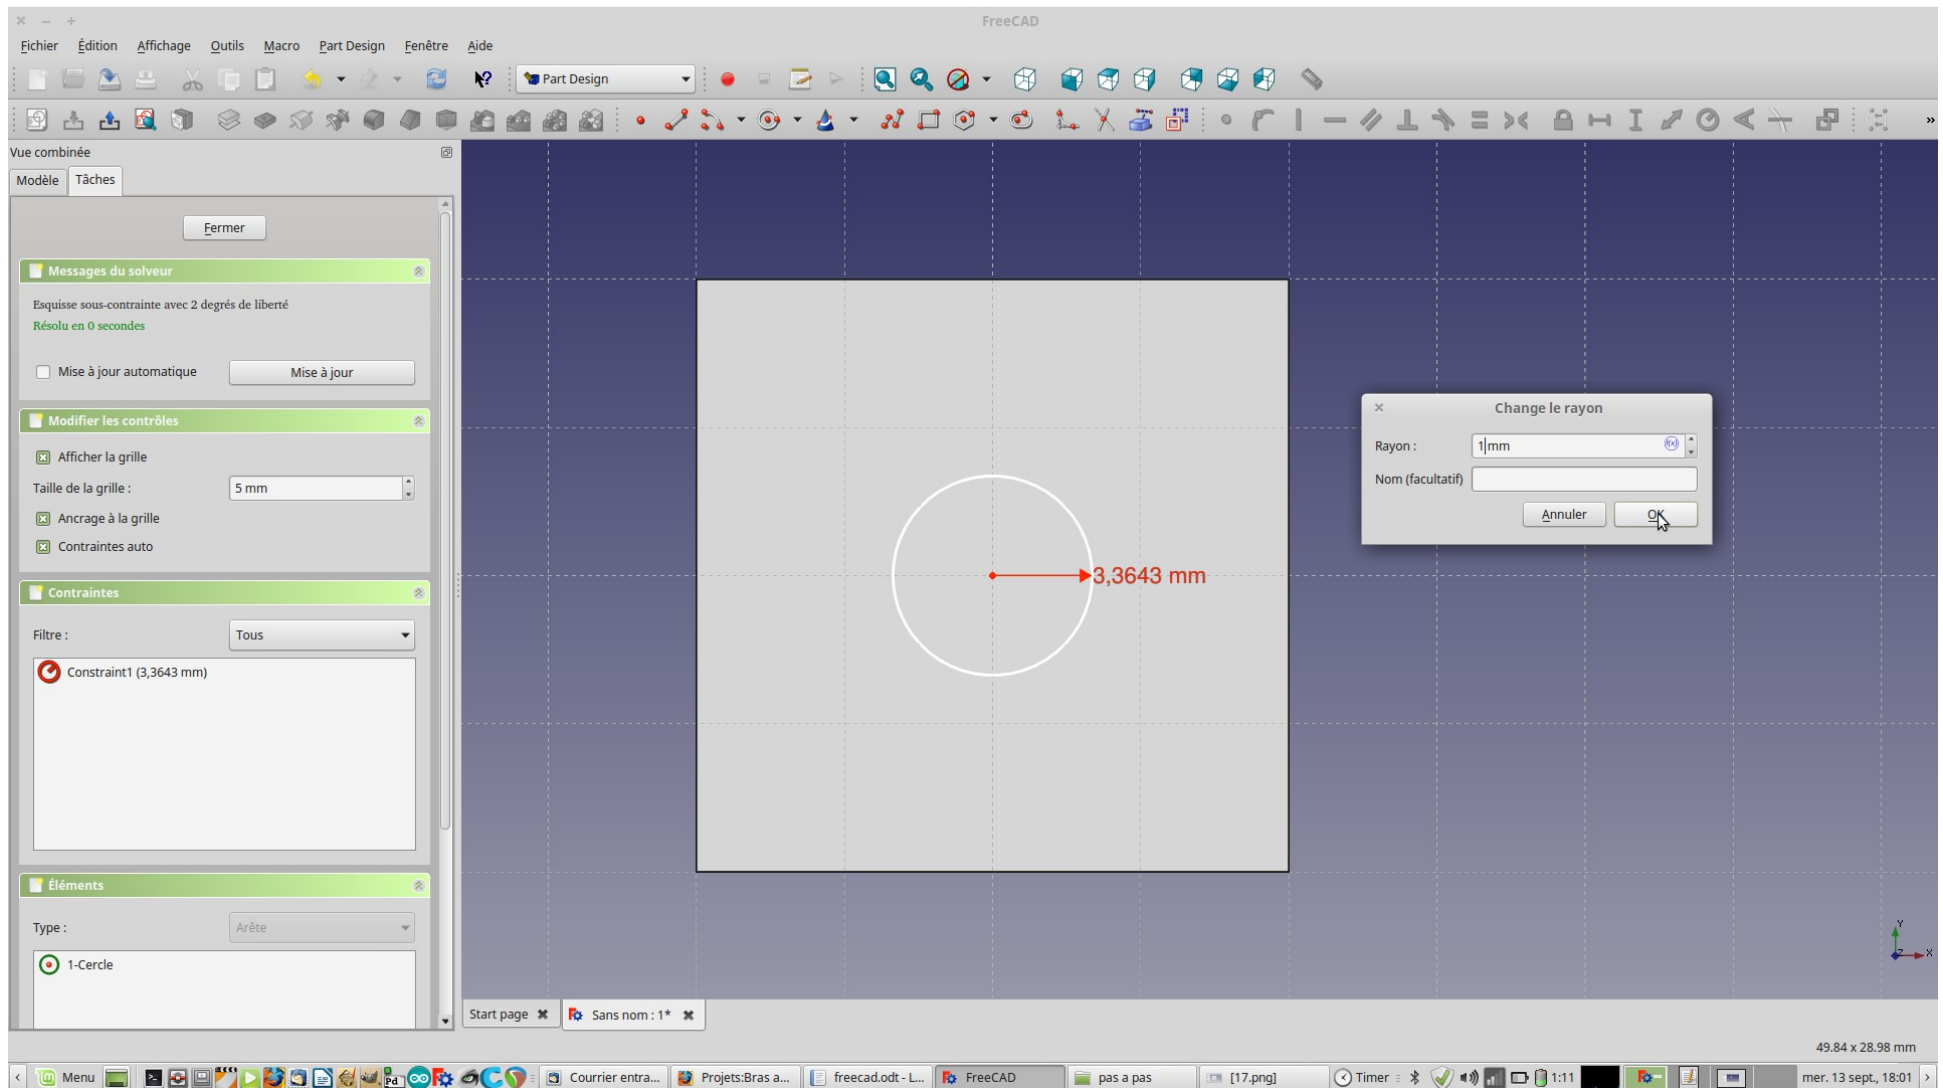 FreeCAD
Fichier Édition Affichage Outils Macro Part Design Fenêtre Aide
Part Design
Vue combinée
Modèle Tâches
Fermer
Messages du solveur
Esquisse sous-contrainte avec 2 degrés de liberté
Résolu en 0 secondes
Mise à jour automatique Mise à jour
Modifier les contrôles
Afficher la grille
Taille de la grille : 5 mm
Ancrage à la grille
Contraintes auto
Contraintes
Filtre : Tous
Constraint1 (3,3643 mm)
Éléments
Type : Arête
1-Cercle
3,3643 mm
Change le rayon
Rayon : 1 mm
Nom (facultatif)
Annuler OK
Y
Z X
Start page Sans nom : 1*
49.84 x 28.98 mm
Menu Pd Courrier entra... Projets:Bras a... freecad.odt - L... FreeCAD pas a pas [17.png] Timer 1:11 mer. 13 sept., 18:01